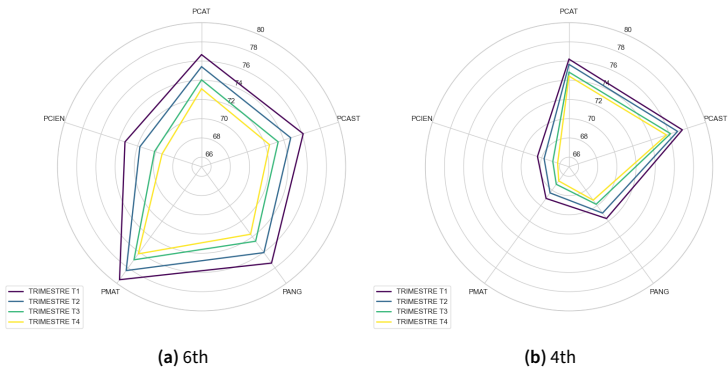 PCAT
80
78
76
74
72
70
68
66
PCIEN
PCAST
PMAT
PANG
TRIMESTRE T1
TRIMESTRE T2
TRIMESTRE T3
TRIMESTRE T4
(a) 6th
PCAT
80
78
76
74
72
70
68
66
PCIEN
PCAST
PMAT
PANG
TRIMESTRE T1
TRIMESTRE T2
TRIMESTRE T3
TRIMESTRE T4
(b) 4th